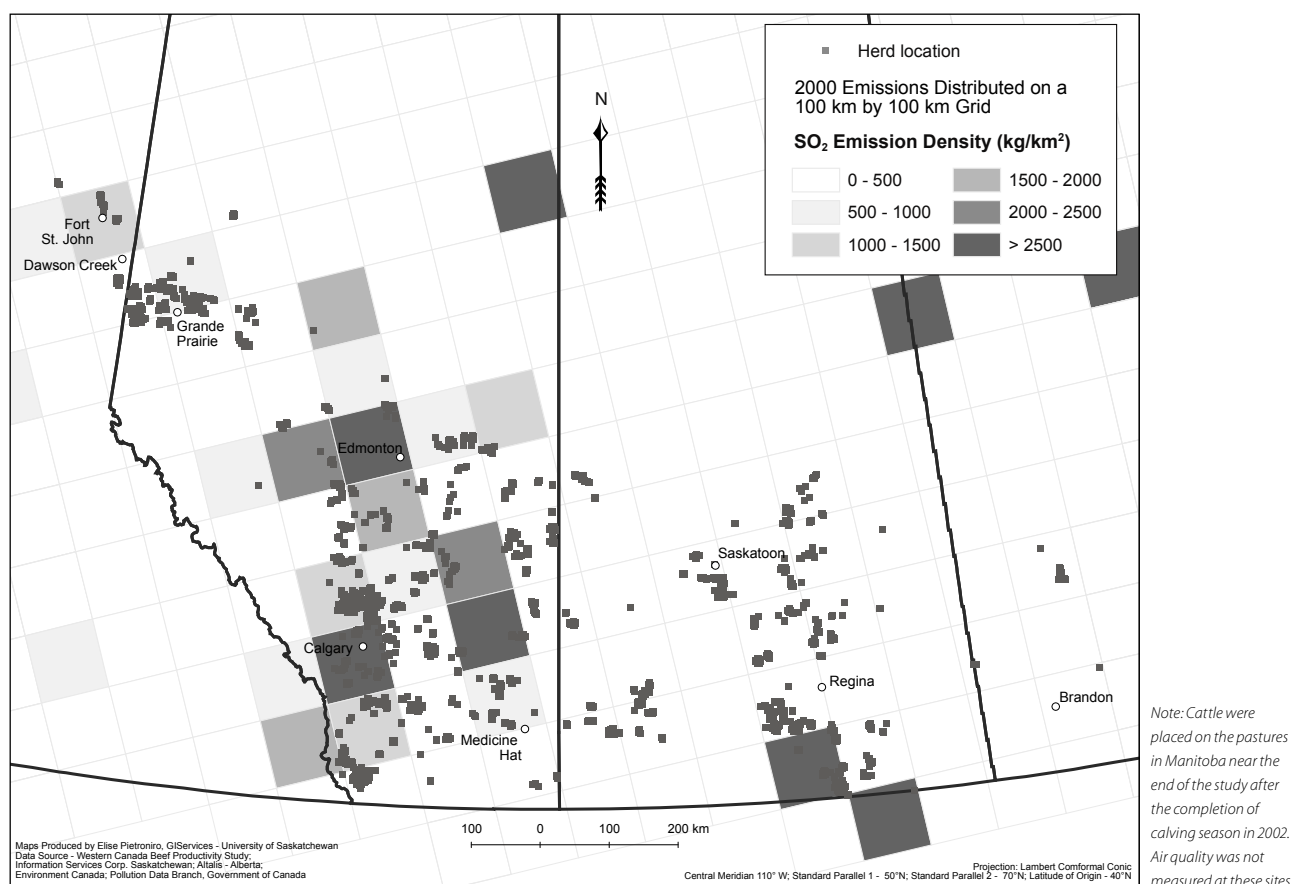 Herd location
2000 Emissions Distributed on a
100 km by 100 km Grid
SO2 Emission Density (kg/km²)
0 - 500
500 - 1000
1000 - 1500
1500 - 2000
2000 - 2500
> 2500
N
Fort
St. John
Dawson Creek
Grande
Prairie
Edmonton
Saskatoon
Calgary
Regina
Brandon
Medicine
Hat
100 0 100 200 km
Maps Produced by Elise Pietroniro, GIServices - University of Saskatchewan
Data Source - Western Canada Beef Productivity Study;
Information Services Corp. Saskatchewan; Altalis - Alberta;
Environment Canada; Pollution Data Branch, Government of Canada
Projection: Lambert Comformal Conic
Central Meridian 110° W; Standard Parallel 1 - 50°N; Standard Parallel 2 - 70°N; Latitude of Origin - 40°N
Note: Cattle were
placed on the pastures
in Manitoba near the
end of the study after
the completion of
calving season in 2002.
Air quality was not
measured at these sites